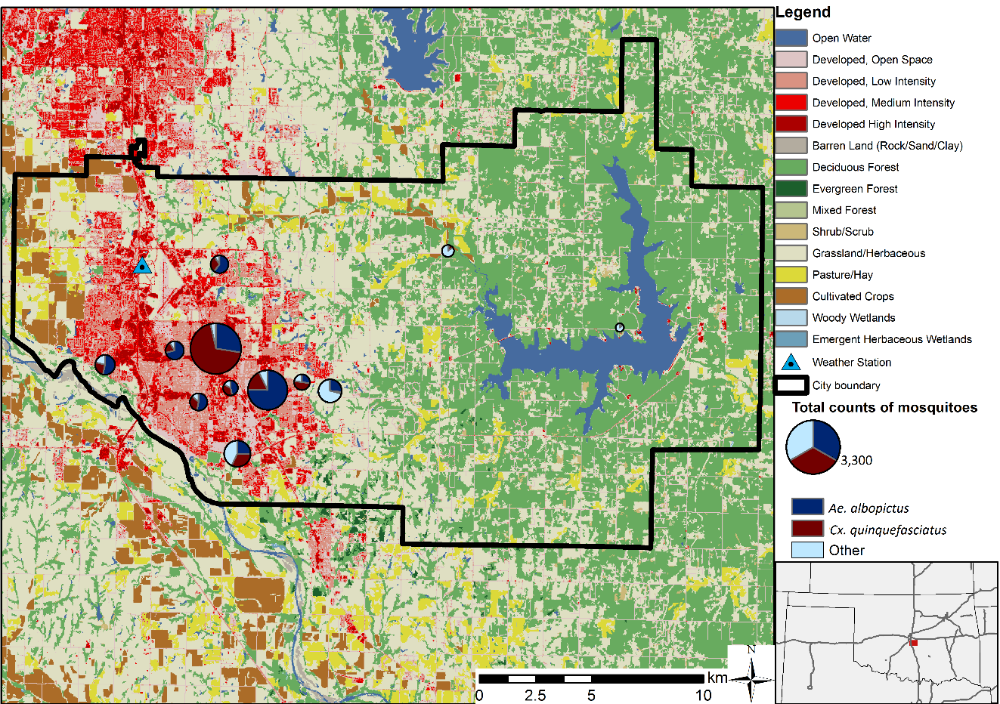 Legend
Open Water
Developed, Open Space
Developed, Low Intensity
Developed, Medium Intensity
Developed High Intensity
Barren Land (Rock/Sand/Clay)
Deciduous Forest
Evergreen Forest
Mixed Forest
Shrub/Scrub
Grassland/Herbaceous
Pasture/Hay
Cultivated Crops
Woody Wetlands
Emergent Herbaceous Wetlands
Weather Station
City boundary
Total counts of mosquitoes
3,300
Ae. albopictus
Cx. quinquefasciatus
Other
N
km
0 2.5 5 10